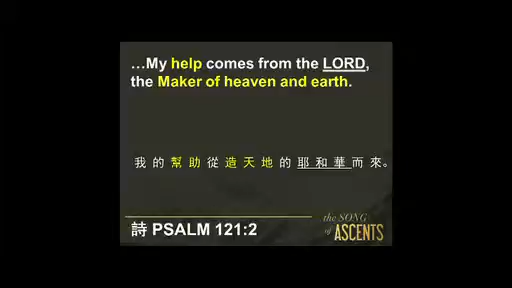 …My help comes from the LORD,
the Maker of heaven and earth.
我的幫助從造天地的耶和華而來。
詩 PSALM 121:2
the SONG
of ASCENTS